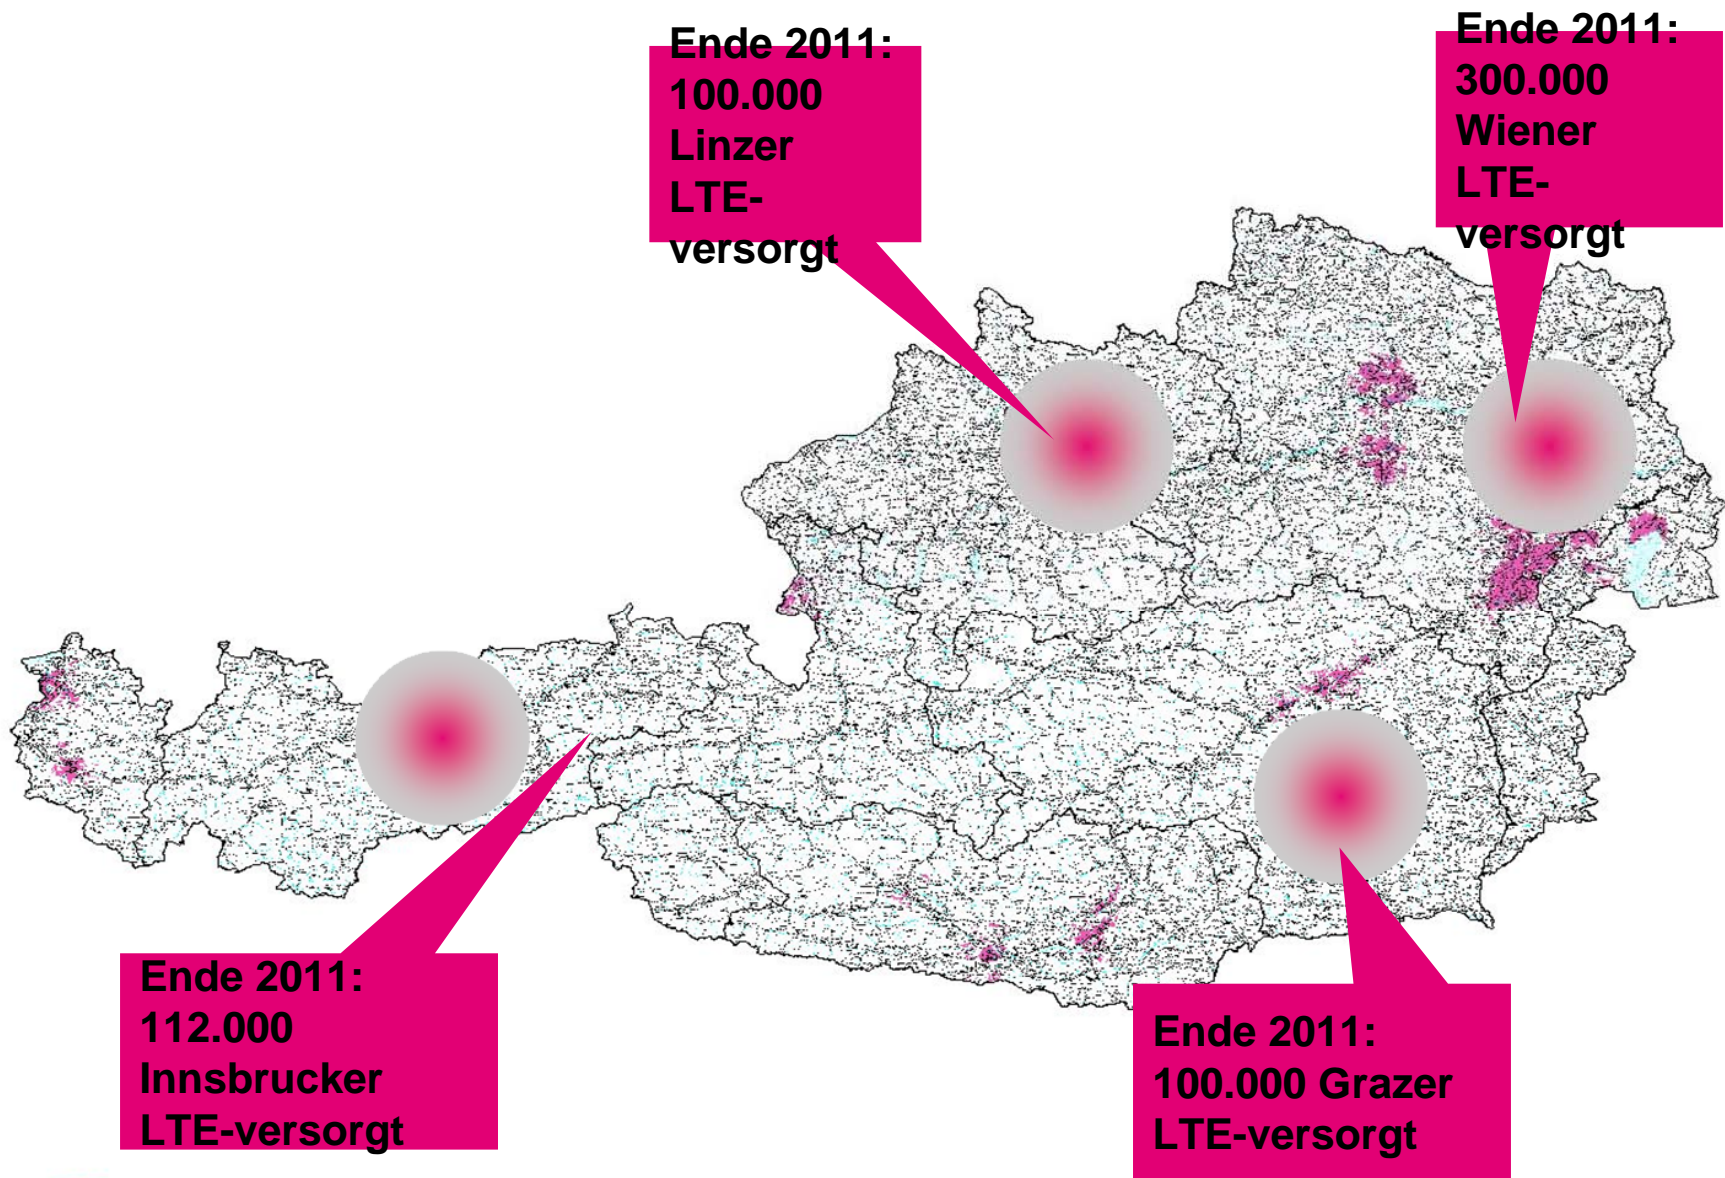 Ende 2011:
100.000
Linzer
LTE-
versorgt
Ende 2011:
300.000
Wiener
LTE-
versorgt
Ende 2011:
112.000
Innsbrucker
LTE-versorgt
Ende 2011:
100.000 Grazer
LTE-versorgt